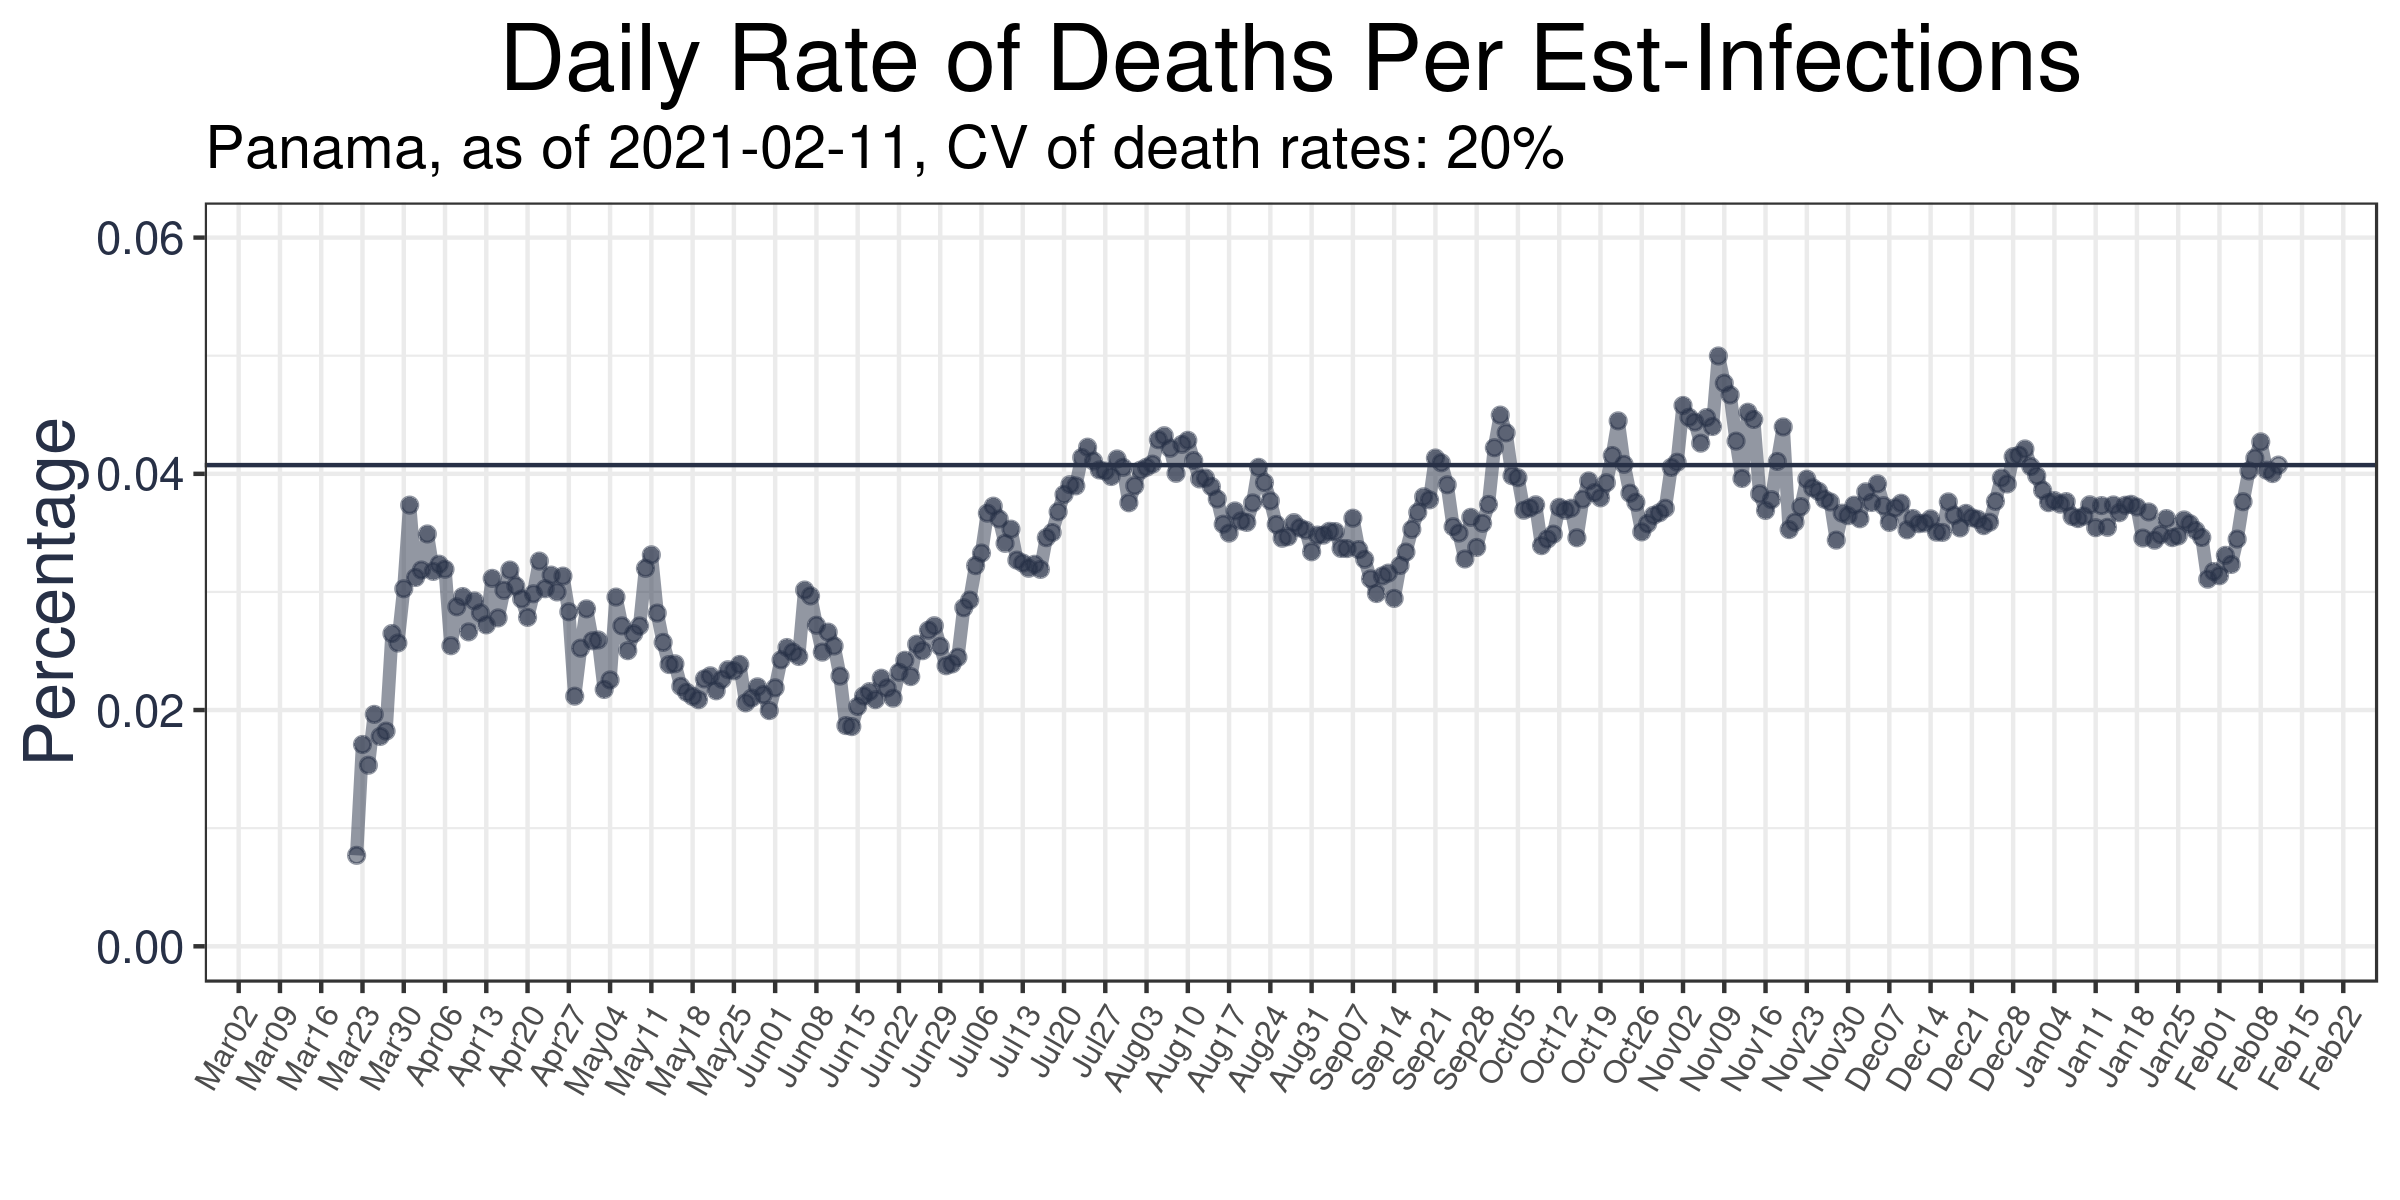 Daily Rate of Deaths Per Est-Infections
Panama, as of 2021-02-11, CV of death rates: 20%
Percentage
0.06
0.04
0.02
0.00
Mar02
Mar09
Mar16
Mar23
Mar30
Apr06
Apr13
Apr20
Apr27
May04
May11
May18
May25
Jun01
Jun08
Jun15
Jun22
Jun29
Jul06
Jul13
Jul20
Jul27
Aug03
Aug10
Aug17
Aug24
Aug31
Sep07
Sep14
Sep21
Sep28
Oct05
Oct12
Oct19
Oct26
Nov02
Nov09
Nov16
Nov23
Nov30
Dec07
Dec14
Dec21
Dec28
Jan04
Jan11
Jan18
Jan25
Feb01
Feb08
Feb15
Feb22